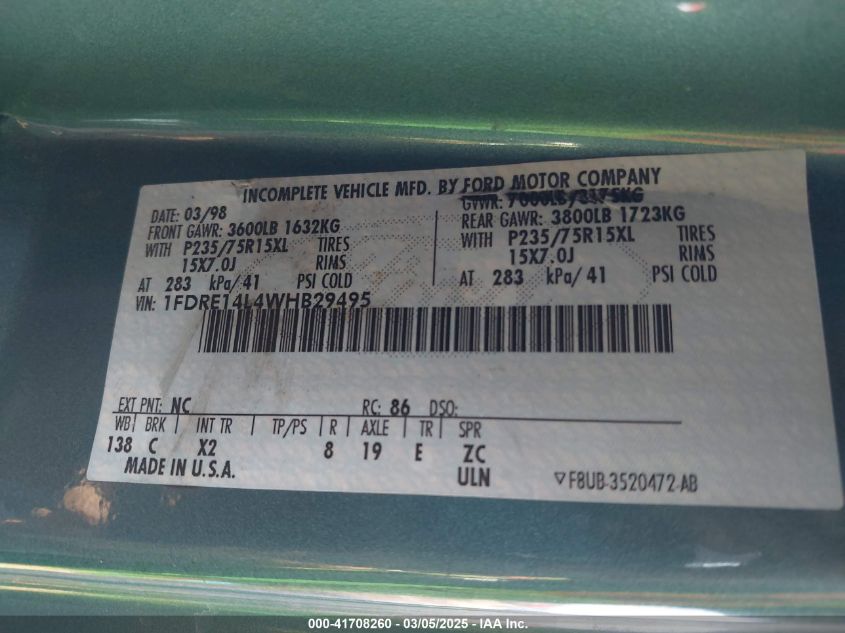 INCOMPLETE VEHICLE MFD. BY FORD MOTOR COMPANY
DATE: 03/98
GVWR: 7000LB/3175KG
FRONT GAWR: 3600LB 1632KG
REAR GAWR: 3800LB 1723KG
WITH P235/75R15XL TIRES
WITH P235/75R15XL TIRES
15X7.0J RIMS
15X7.0J RIMS
AT 283 kPa/41 PSI COLD
AT 283 kPa/41 PSI COLD
VIN: 1FDRE14L4WHB29495
EXT PNT: NC RC: 86 DSO:
WB BRK INT TR TP/PS R AXLE TR SPR
138 C X2 8 19 E ZC
MADE IN U.S.A. ULN
F8UB-3520472-AB
000-41708260 - 03/05/2025 - IAA Inc.